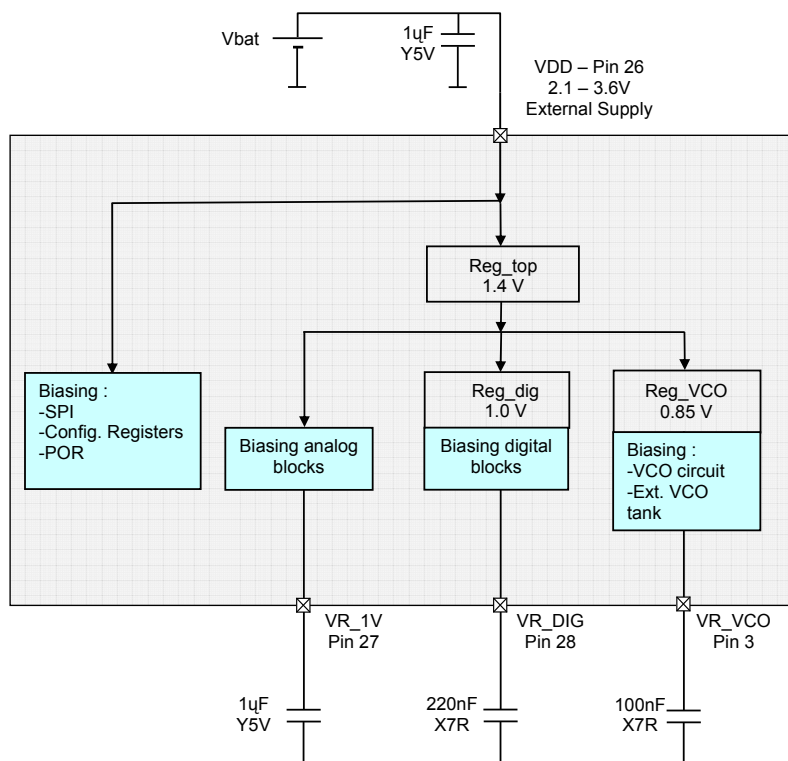 Vbat
1ųF
Y5V
VDD – Pin 26
2.1 – 3.6V
External Supply
Reg_top
1.4 V
Biasing :
-SPI
-Config. Registers
-POR
Biasing analog
blocks
Reg_dig
1.0 V
Biasing digital
blocks
Reg_VCO
0.85 V
Biasing :
-VCO circuit
-Ext. VCO
tank
VR_1V
Pin 27
VR_DIG
Pin 28
VR_VCO
Pin 3
1ųF
Y5V
220nF
X7R
100nF
X7R